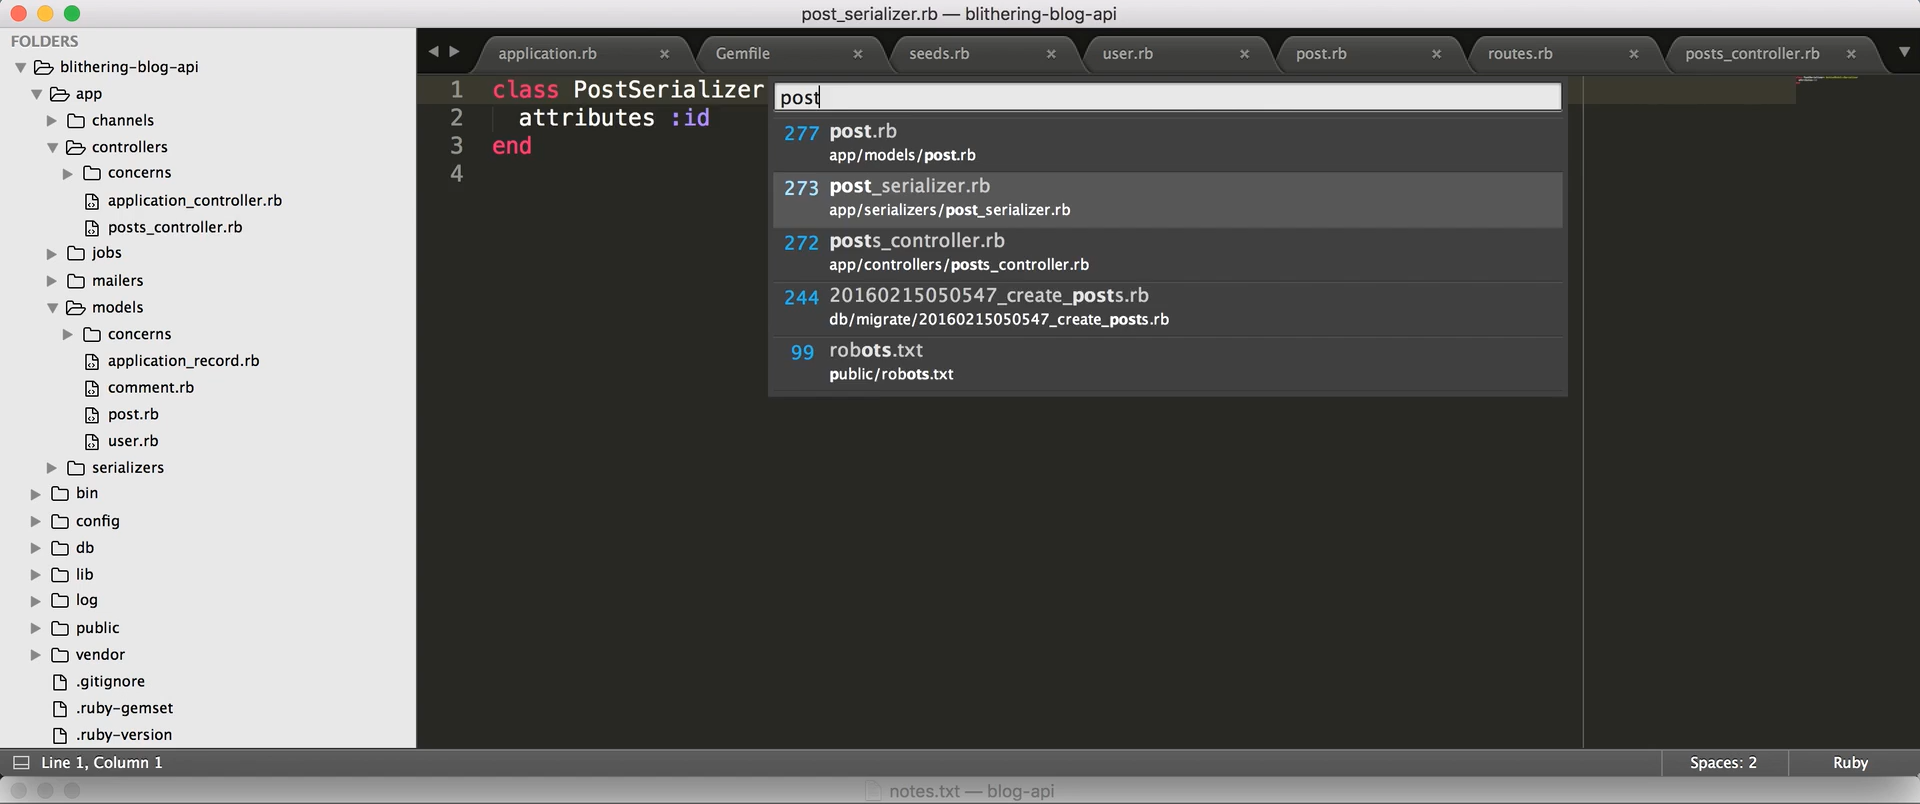 post_serializer.rb — blithering-blog-api
FOLDERS
blithering-blog-api
app
channels
controllers
concerns
application_controller.rb
posts_controller.rb
jobs
mailers
models
concerns
application_record.rb
comment.rb
post.rb
user.rb
serializers
bin
config
db
lib
log
public
vendor
.gitignore
.ruby-gemset
.ruby-version
application.rb Gemfile seeds.rb user.rb post.rb routes.rb posts_controller.rb
1 class PostSerializer
2 attributes :id
3 end
4
post
277 post.rb
app/models/post.rb
273 post_serializer.rb
app/serializers/post_serializer.rb
272 posts_controller.rb
app/controllers/posts_controller.rb
244 20160215050547_create_posts.rb
db/migrate/20160215050547_create_posts.rb
99 robots.txt
public/robots.txt
Line 1, Column 1 Spaces: 2 Ruby
notes.txt — blog-api